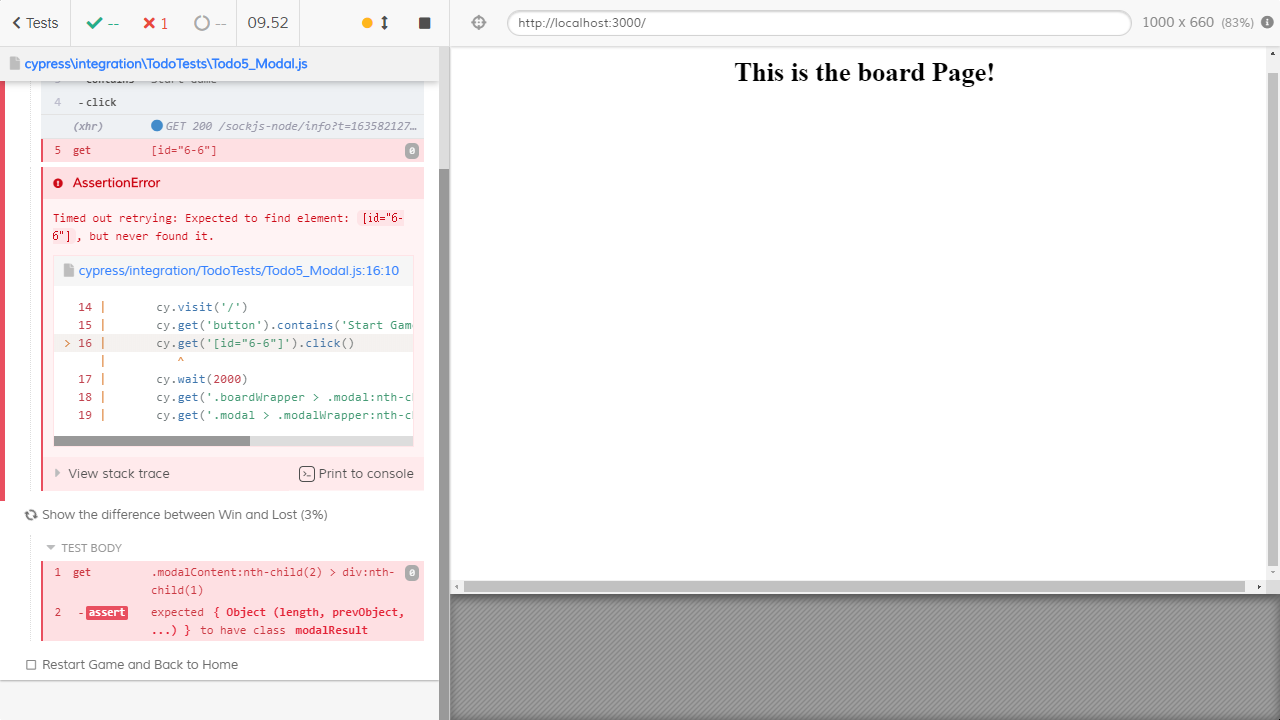 Tests
--
1
--
09.52
http://localhost:3000/
1000 x 660 (83%)
cypress\integration\TodoTests\Todo5_Modal.js
4 -click
(xhr) GET 200 /sockjs-node/info?t=163582127…
5 get [id="6-6"] 0
AssertionError
Timed out retrying: Expected to find element: [id="6-
6"], but never found it.
cypress/integration/TodoTests/Todo5_Modal.js:16:10
14 | cy.visit('/')
15 | cy.get('button').contains('Start Gam
> 16 | cy.get('[id="6-6"]').click()
| ^
17 | cy.wait(2000)
18 | cy.get('.boardWrapper > .modal:nth-c
19 | cy.get('.modal > .modalWrapper:nth-c
View stack trace
Print to console
Show the difference between Win and Lost (3%)
TEST BODY
1 get .modalContent:nth-child(2) > div:nth- 0
child(1)
2 -assert expected { Object (length, prevObject,
...) } to have class modalResult
Restart Game and Back to Home
This is the board Page!